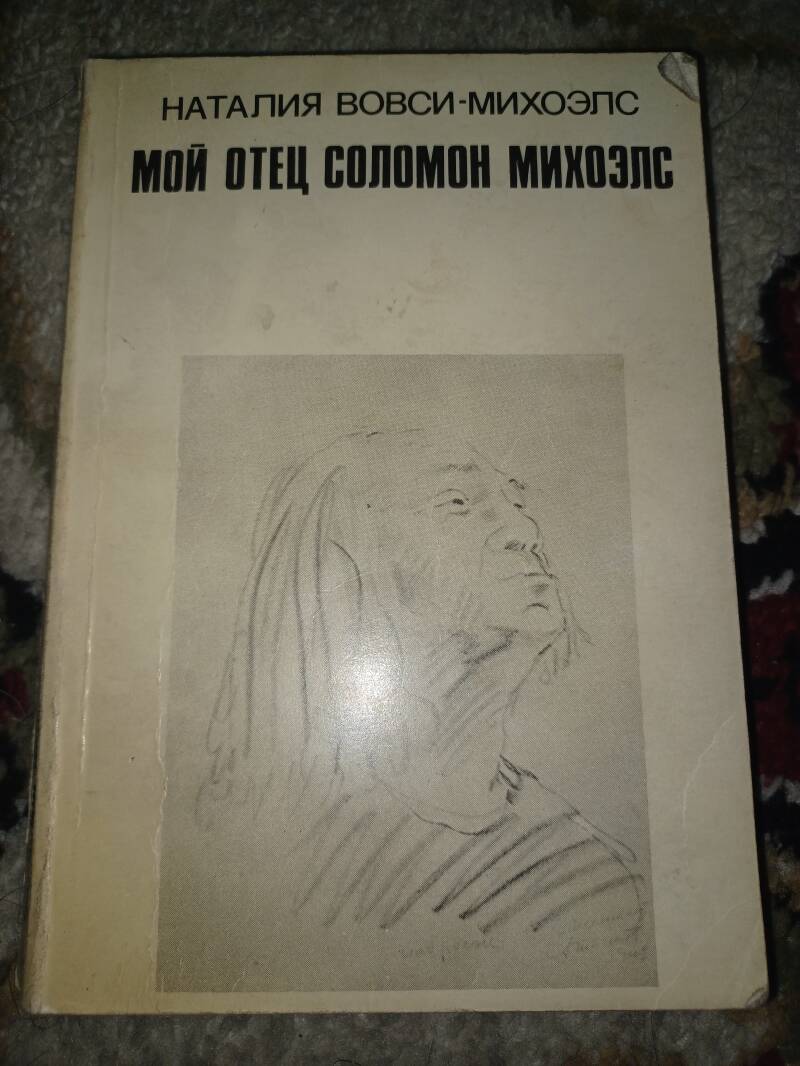 НАТАЛИЯ ВОВСИ-МИХОЭЛС
МОЙ ОТЕЦ СОЛОМОН МИХОЭЛС